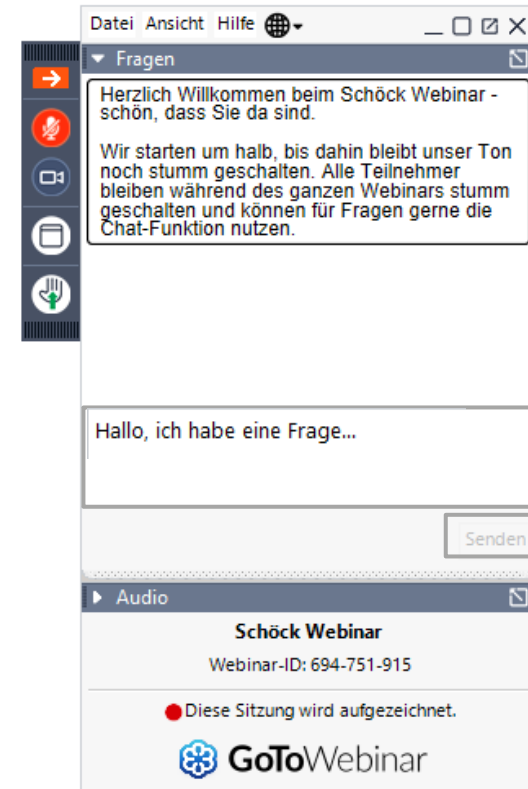 Datei Ansicht Hilfe
Fragen
Herzlich Willkommen beim Schöck Webinar -
schön, dass Sie da sind.
Wir starten um halb, bis dahin bleibt unser Ton
noch stumm geschalten. Alle Teilnehmer
bleiben während des ganzen Webinars stumm
geschalten und können für Fragen gerne die
Chat-Funktion nutzen.
Hallo, ich habe eine Frage...
Senden
Audio
Schöck Webinar
Webinar-ID: 694-751-915
Diese Sitzung wird aufgezeichnet.
GoToWebinar